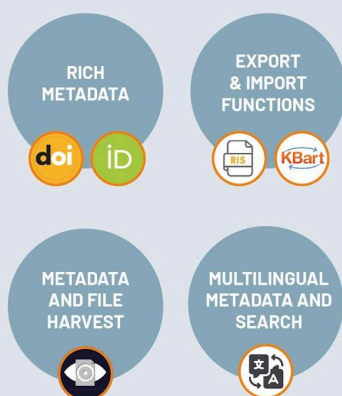 RICH
METADATA
doi
iD
EXPORT
& IMPORT
FUNCTIONS
RIS
KBart
METADATA
AND FILE
HARVEST
MULTILINGUAL
METADATA AND
SEARCH
文
A